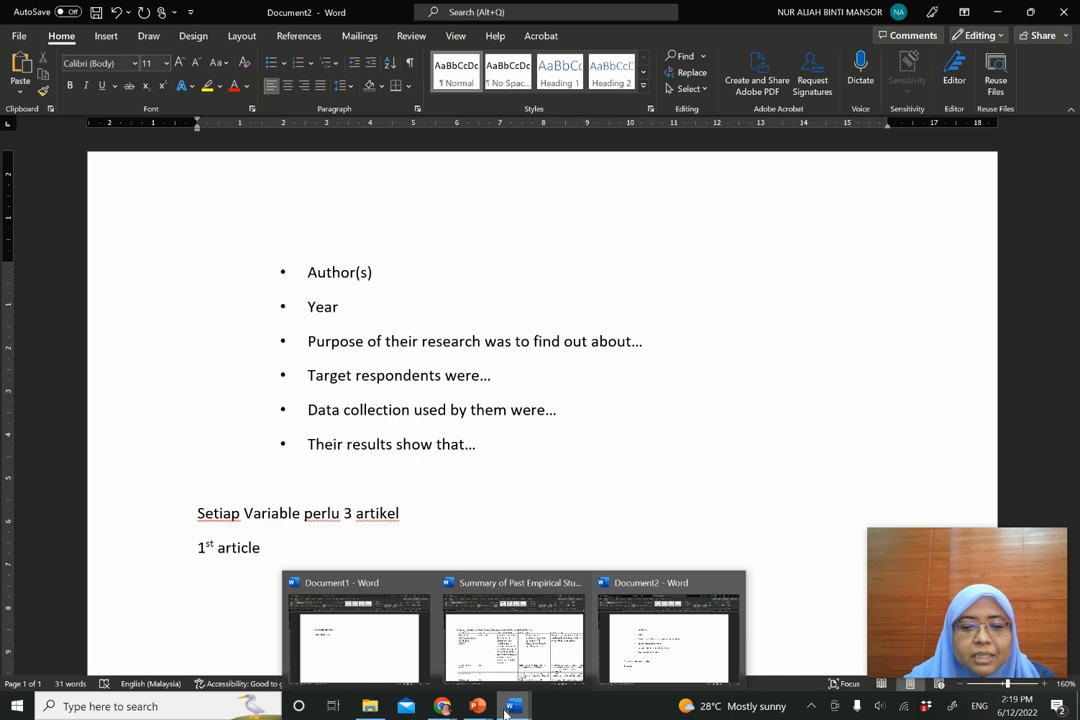 AutoSave Off
Document2 - Word
Search (Alt+Q)
NUR ALIAH BINTI MANSOR NA
File Home Insert Draw Design Layout References Mailings Review View Help Acrobat
Comments Editing Share
Paste
Calibri (Body) 11
AaBbCcDc AaBbCcDc AaBbCc AaBbCcD
¶ Normal ¶ No Spac... Heading 1 Heading 2
Find
Replace
Select
Create and Share Adobe PDF
Request Signatures
Dictate
Sensitivity
Editor
Reuse Files
Clipboard Font Paragraph Styles Editing Adobe Acrobat Voice Sensitivity Editor Reuse Files
• Author(s)
• Year
• Purpose of their research was to find out about...
• Target respondents were...
• Data collection used by them were...
• Their results show that...
Setiap Variable perlu 3 artikel
1st article
Document1 - Word
Summary of Past Empirical Stu...
Document2 - Word
Page 1 of 1 31 words English (Malaysia) Accessibility: Good to g
Focus 160%
Type here to search
28°C Mostly sunny
ENG
2:19 PM
6/12/2022
2